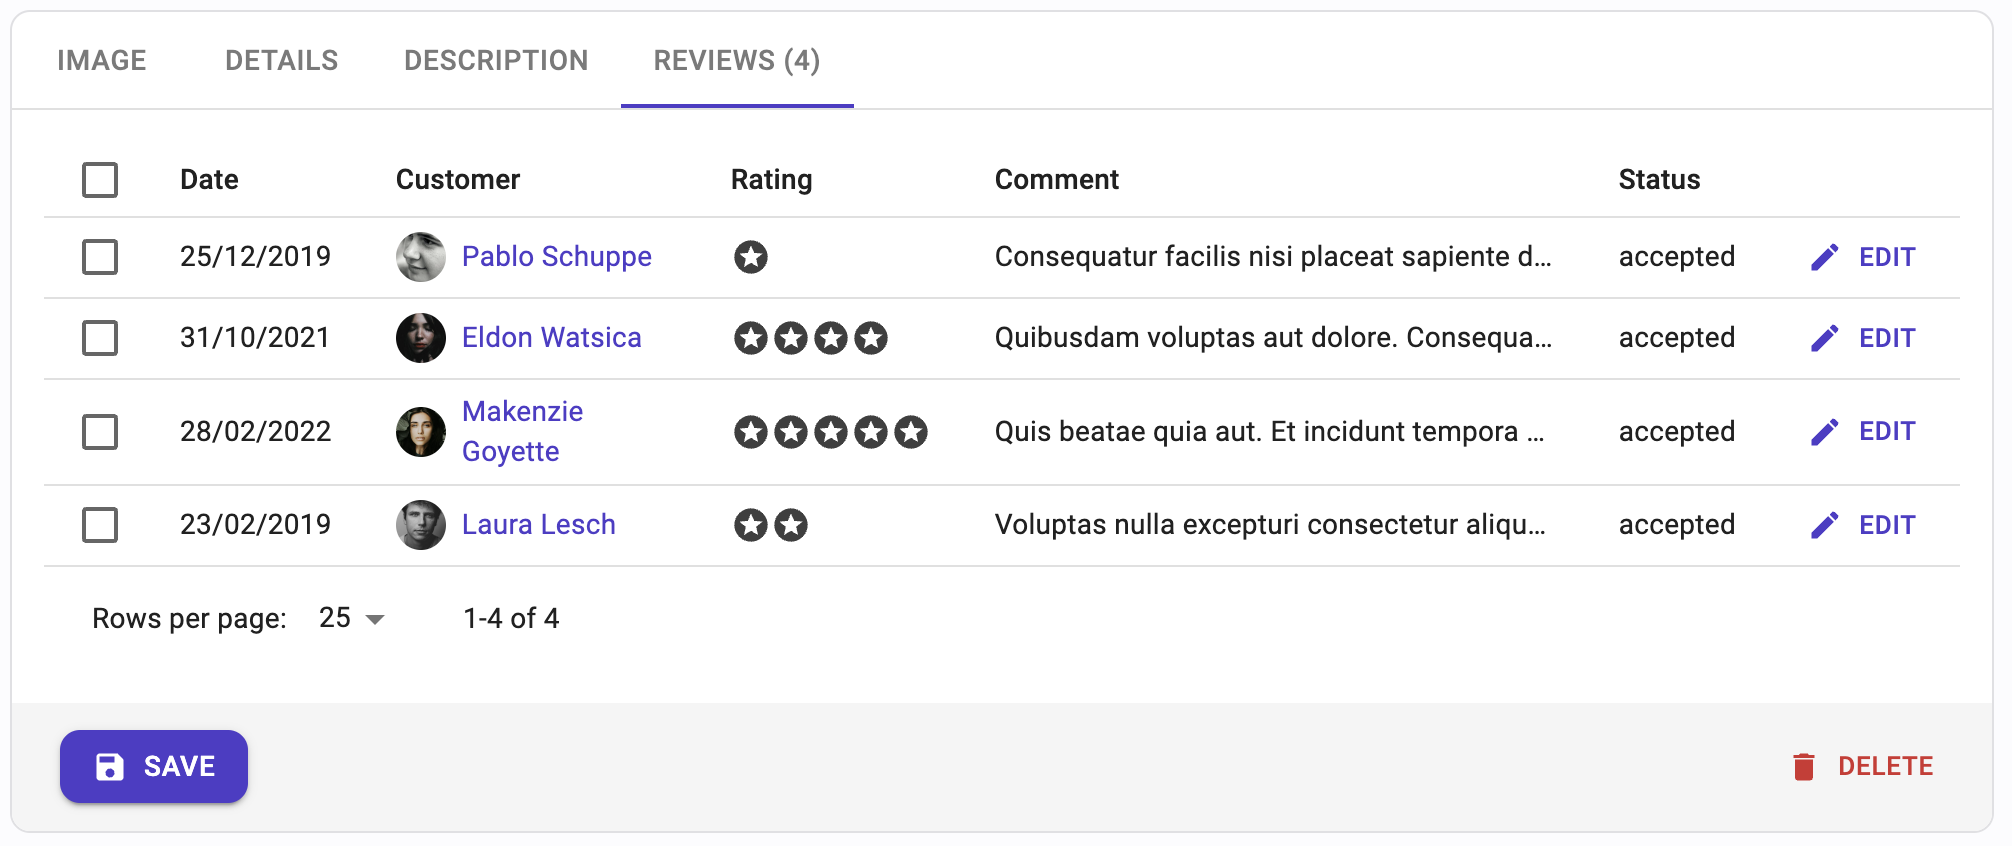 IMAGE DETAILS DESCRIPTION REVIEWS (4)
Date Customer Rating Comment Status
25/12/2019 Pablo Schuppe Consequatur facilis nisi placeat sapiente d... accepted EDIT
31/10/2021 Eldon Watsica Quibusdam voluptas aut dolore. Consequa... accepted EDIT
28/02/2022 Makenzie Goyette Quis beatae quia aut. Et incidunt tempora ... accepted EDIT
23/02/2019 Laura Lesch Voluptas nulla excepturi consectetur aliqu... accepted EDIT
Rows per page: 25 1-4 of 4
SAVE DELETE